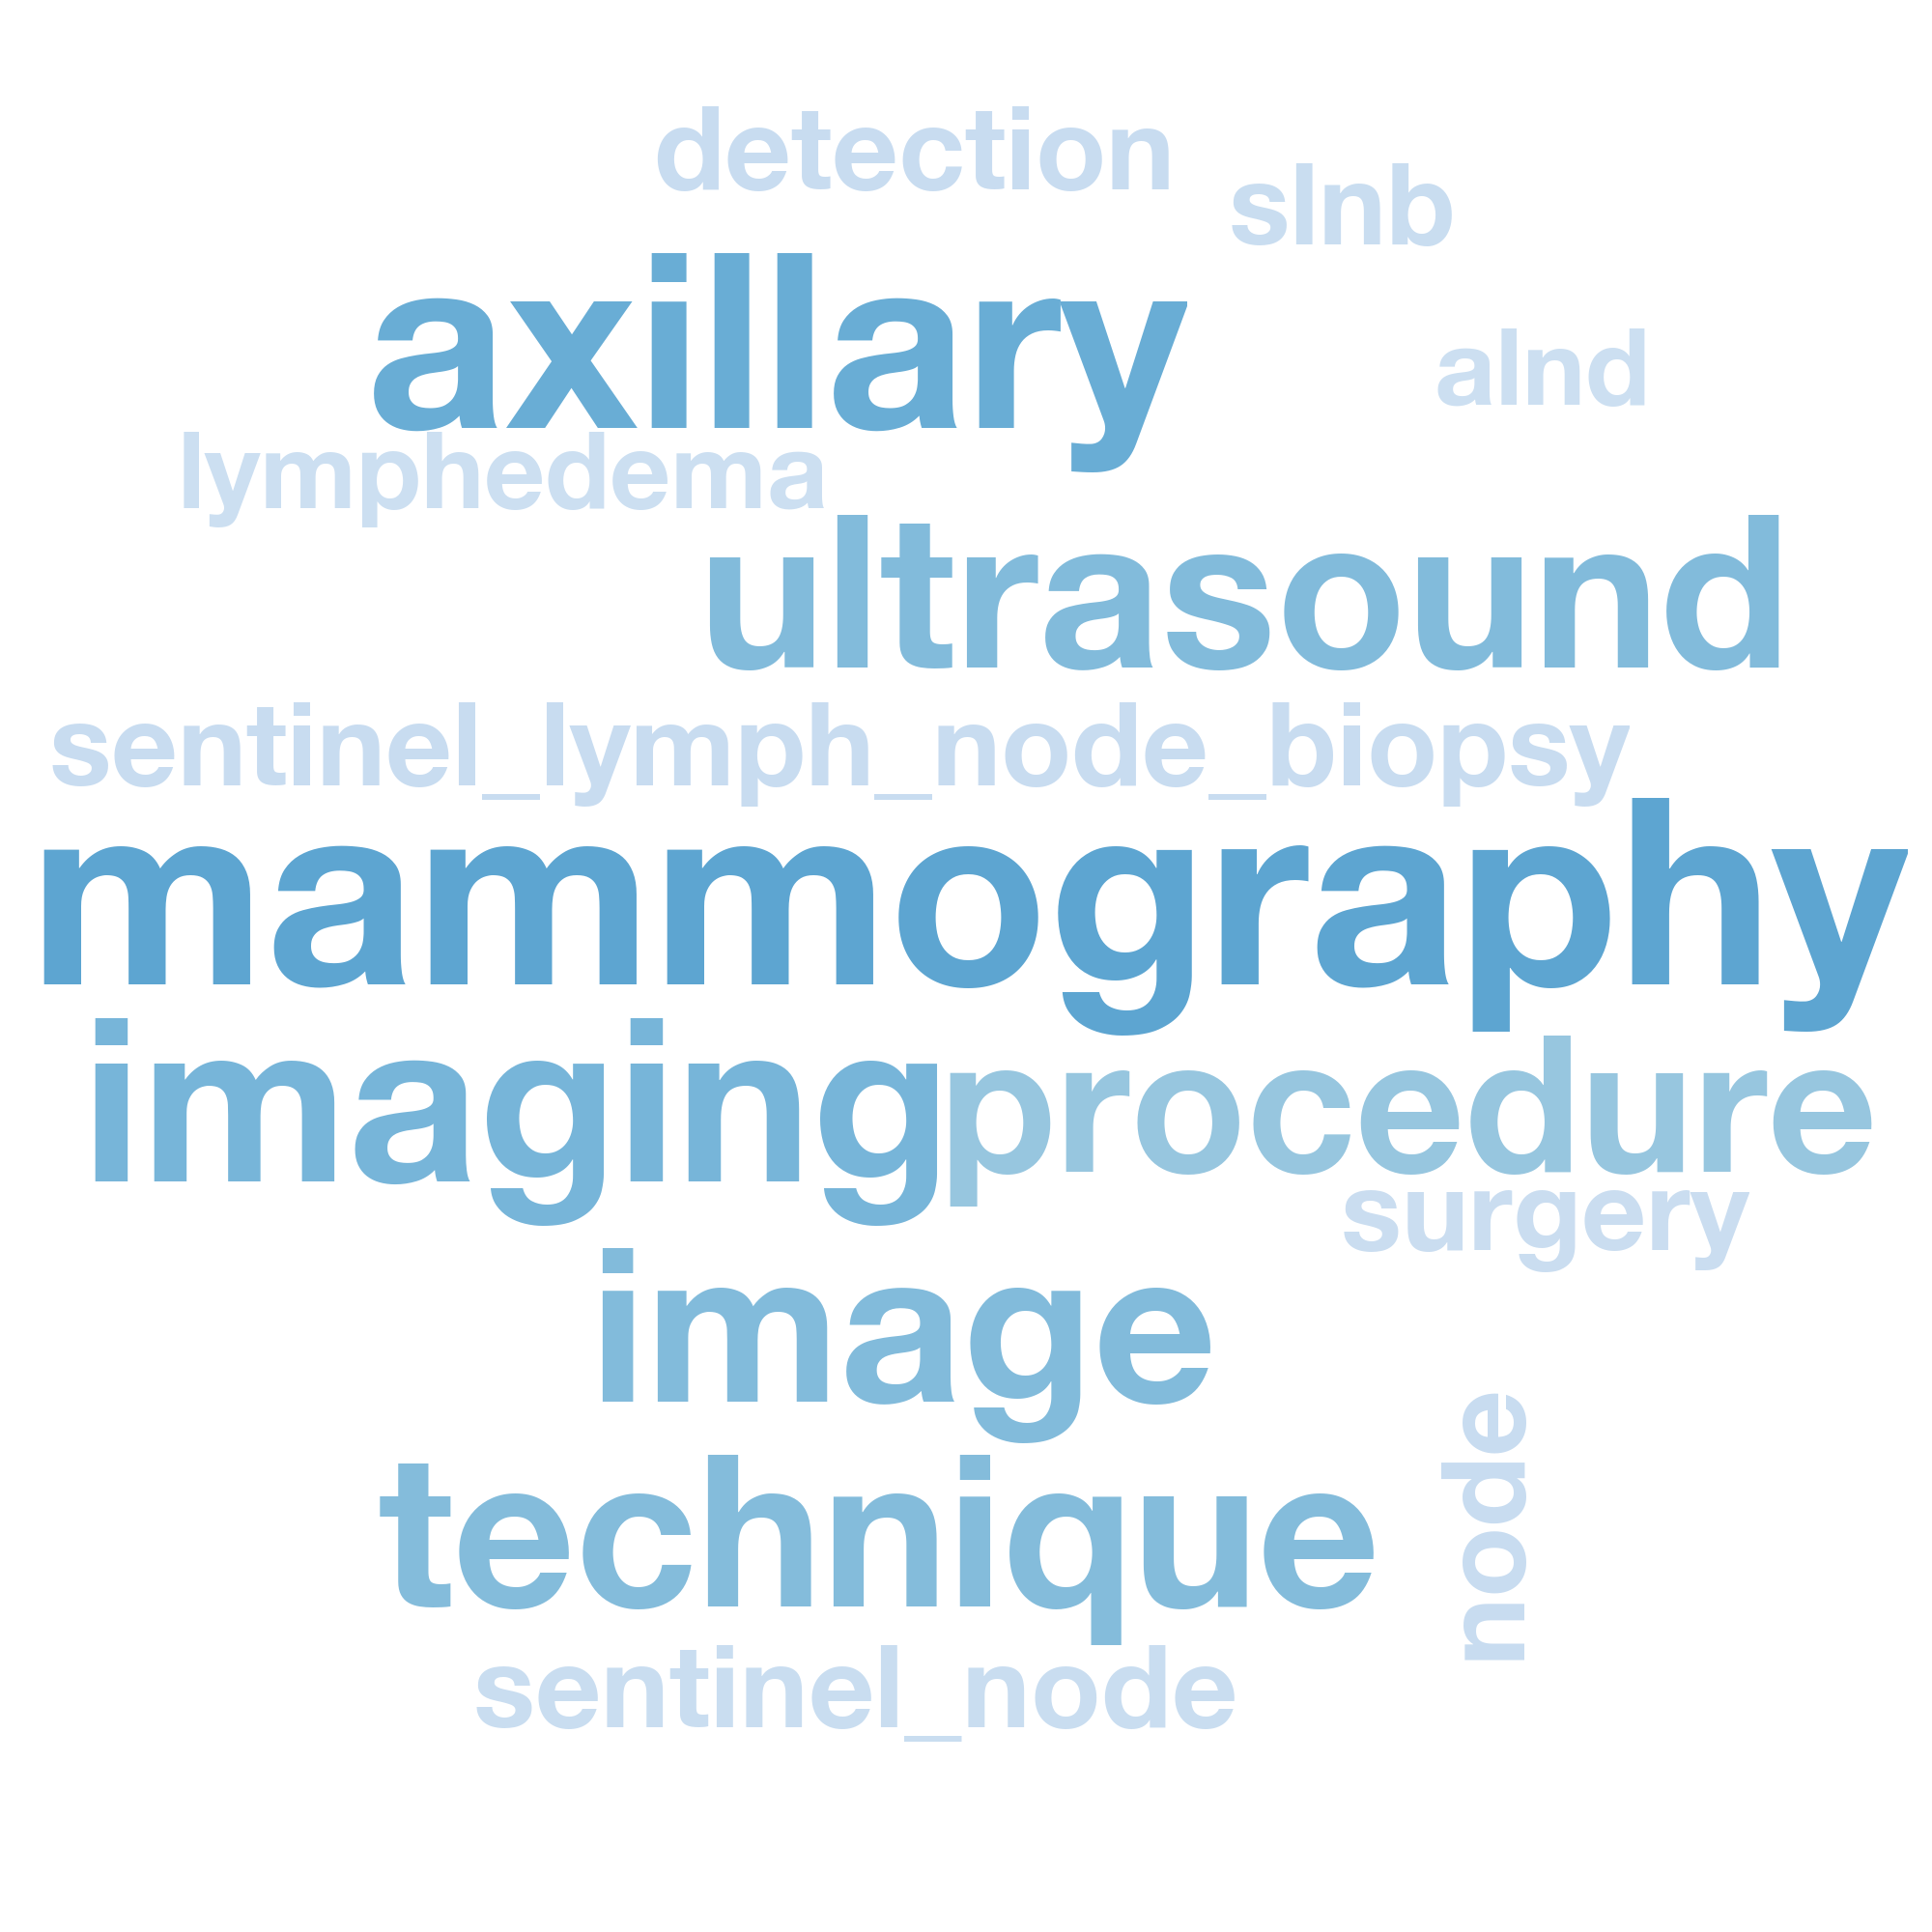 detection
slnb
axillary
alnd
lymphedema
ultrasound
sentinel_lymph_node_biopsy
mammography
imaging
procedure
surgery
image
node
technique
sentinel_node